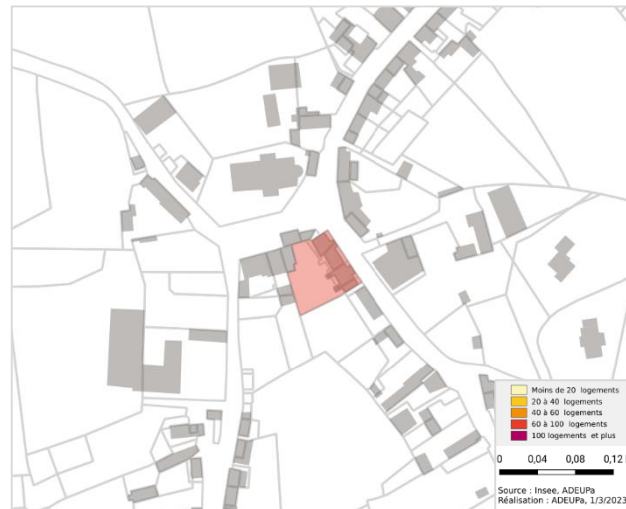 Moins de 20 logements
20 à 40 logements
40 à 60 logements
60 à 100 logements
100 logements et plus
0 0,04 0,08 0,12
Source : Insee, ADEUPa
Réalisation : ADEUPa, 1/3/2023